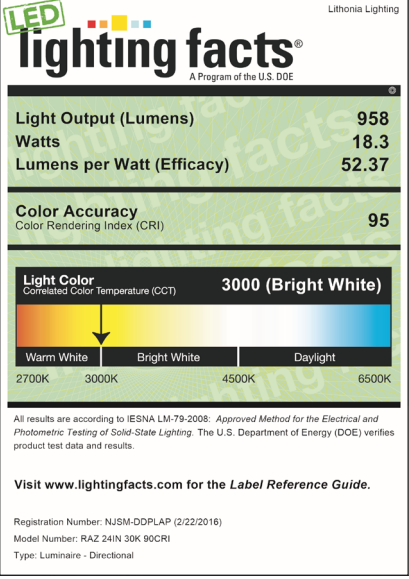 Lithonia Lighting
LED
lighting facts®
A Program of the U.S. DOE
Light Output (Lumens) 958
Watts 18.3
Lumens per Watt (Efficacy) 52.37
Color Accuracy
Color Rendering Index (CRI) 95
Light Color
Correlated Color Temperature (CCT) 3000 (Bright White)
Warm White Bright White Daylight
2700K 3000K 4500K 6500K
All results are according to IESNA LM-79-2008: Approved Method for the Electrical and
Photometric Testing of Solid-State Lighting. The U.S. Department of Energy (DOE) verifies
product test data and results.
Visit www.lightingfacts.com for the Label Reference Guide.
Registration Number: NJSM-DDPLAP (2/22/2016)
Model Number: RAZ 24IN 30K 90CRI
Type: Luminaire - Directional